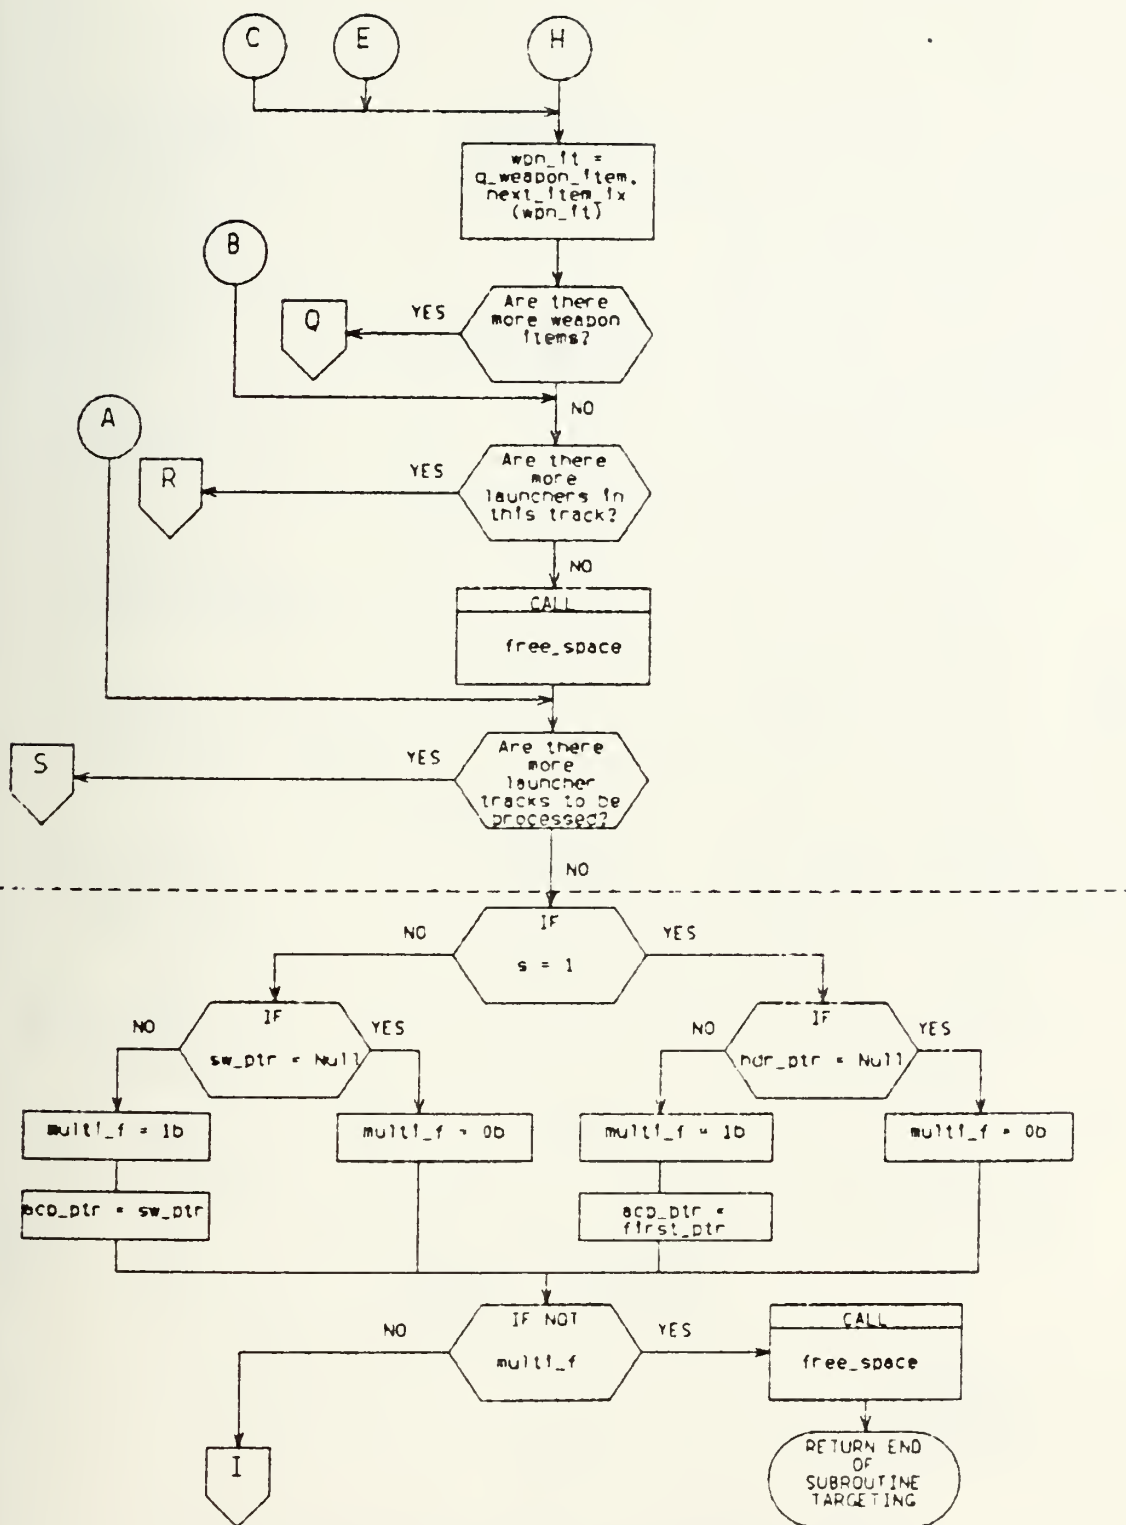 C
E
H
wpn_it =
q_weapon_item.
next_item_ix
(wpn_it)
B
Are there
more weapon
items?
YES
Q
NO
A
Are there
more
launchers in
this track?
YES
R
NO
CALL
free_space
Are there
more
launcher
tracks to be
processed?
YES
S
NO
IF
s = 1
NO
YES
IF
sw_ptr = Null
NO
YES
IF
hdr_ptr = Null
NO
YES
multi_f = 1b
multi_f = 0b
multi_f = 1b
multi_f = 0b
acp_ptr = sw_ptr
acp_ptr =
first_ptr
IF NOT
multi_f
NO
YES
CALL
free_space
I
RETURN END
OF
SUBROUTINE
TARGETING